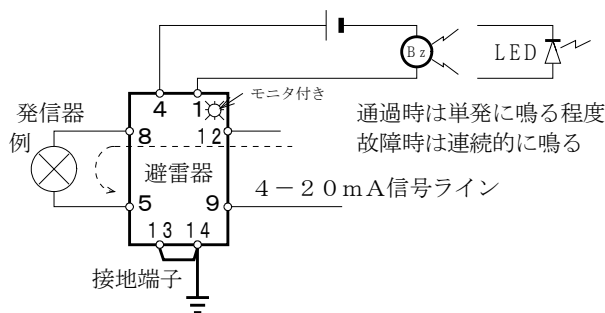 Bz
LED
モニタ付き
4
1
発信器
例
8
12
通過時は単発に鳴る程度
故障時は連続的に鳴る
避雷器
4－20mA信号ライン
5
9
13
14
接地端子